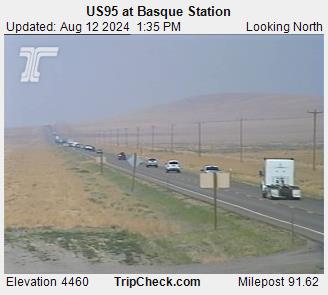 US95 at Basque Station
Updated: Aug 12 2024 1:35 PM Looking North
Elevation 4460 TripCheck.com Milepost 91.62